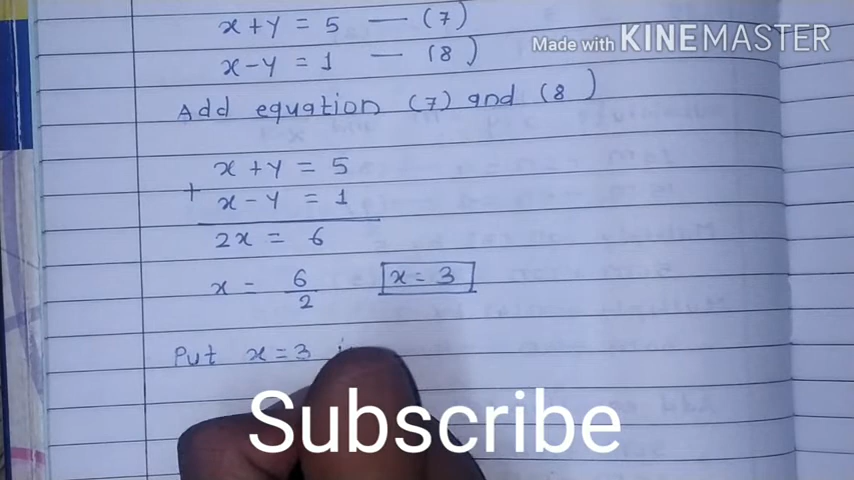 x+y = 5 — (7)
x-y = 1 — (8)
Made with KINEMASTER
Add equation (7) and (8)
x+y = 5
+ x-y = 1
2x = 6
x = 6/2 x = 3
Put x=3
Subscribe